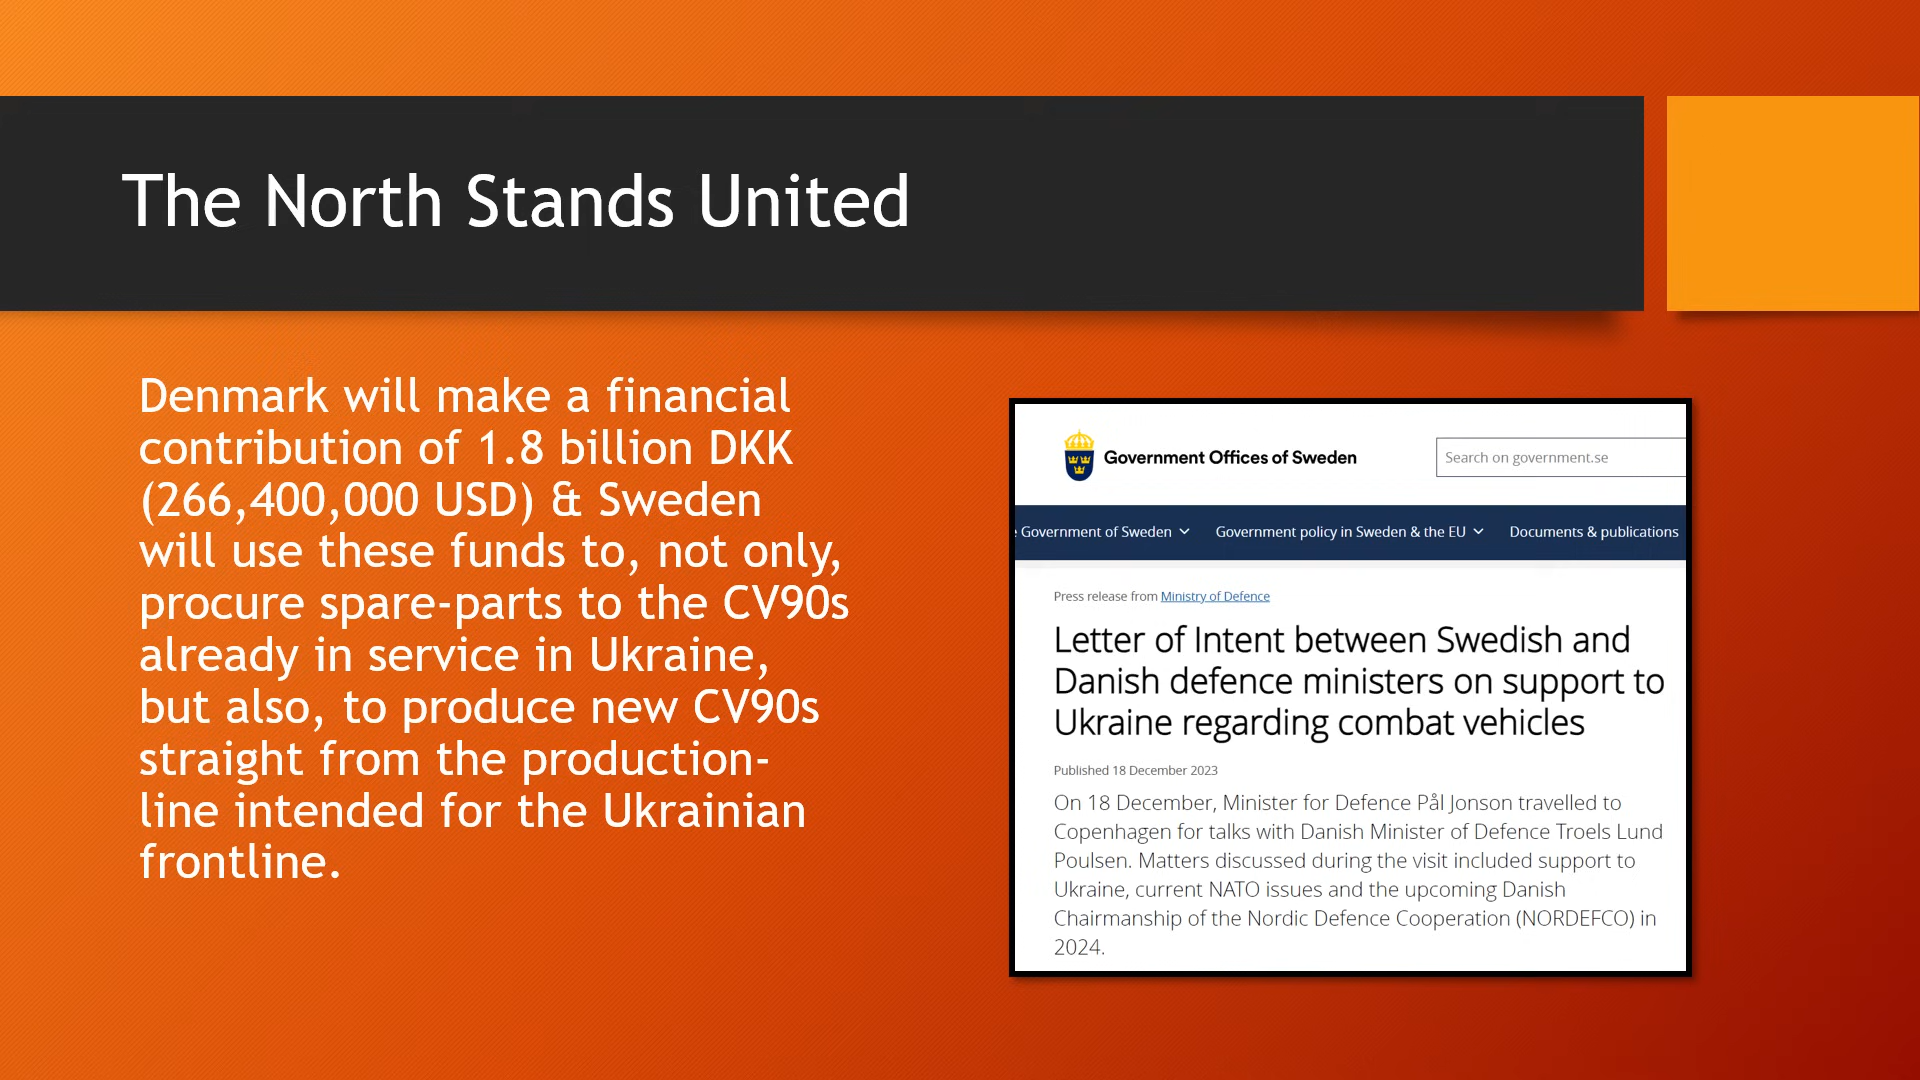 The North Stands United
Denmark will make a financial
contribution of 1.8 billion DKK
(266,400,000 USD) & Sweden
will use these funds to, not only,
procure spare-parts to the CV90s
already in service in Ukraine,
but also, to produce new CV90s
straight from the production-
line intended for the Ukrainian
frontline.
Government Offices of Sweden
Search on government.se
Government of Sweden
Government policy in Sweden & the EU
Documents & publications
Press release from Ministry of Defence
Letter of Intent between Swedish and
Danish defence ministers on support to
Ukraine regarding combat vehicles
Published 18 December 2023
On 18 December, Minister for Defence Pål Jonson travelled to
Copenhagen for talks with Danish Minister of Defence Troels Lund
Poulsen. Matters discussed during the visit included support to
Ukraine, current NATO issues and the upcoming Danish
Chairmanship of the Nordic Defence Cooperation (NORDEFCO) in
2024.